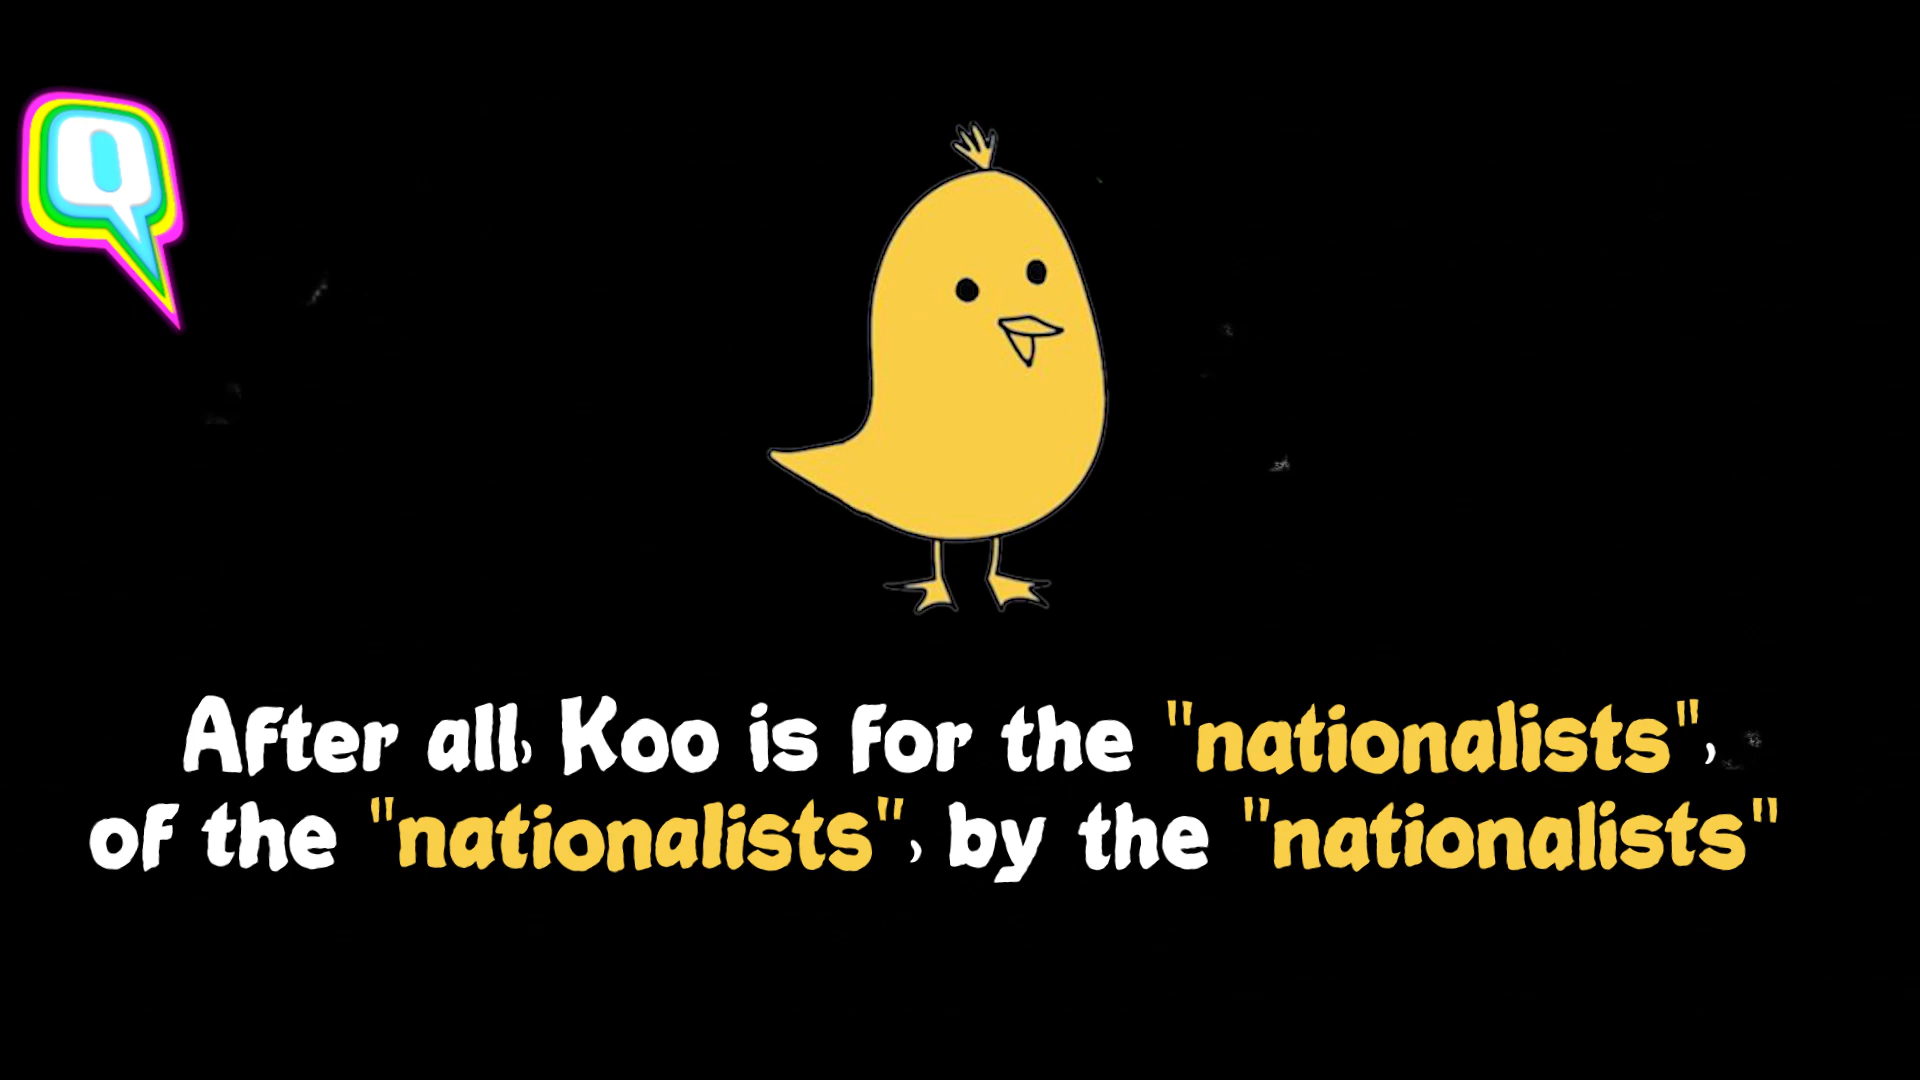 Q
After all, Koo is for the "nationalists",
of the "nationalists", by the "nationalists"